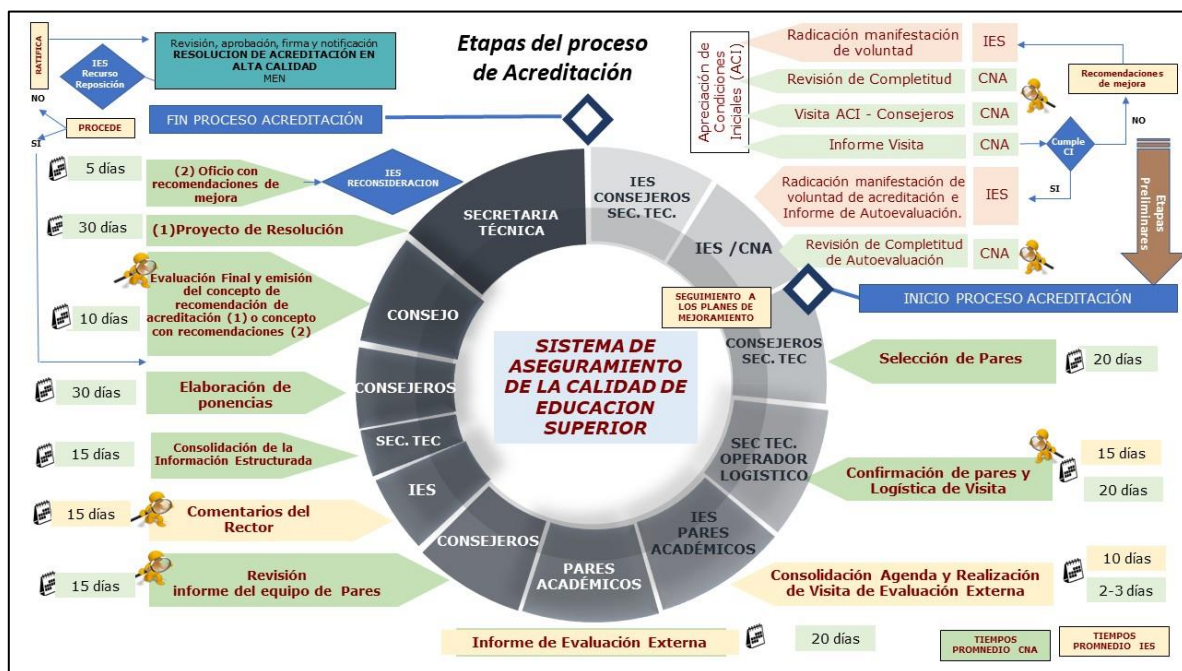 Etapas del proceso
de Acreditación
RATIFICA
IES
Recurso
Reposición
Revisión, aprobación, firma y notificación
RESOLUCION DE ACREDITACIÓN EN
ALTA CALIDAD
MEN
NO
PROCEDE
SI
FIN PROCESO ACREDITACIÓN
5 días
(2) Oficio con
recomendaciones de
mejora
IES
RECONSIDERACION
30 días
(1)Proyecto de Resolución
Evaluación Final y emisión
del concepto de
recomendación de
acreditación (1) o concepto
con recomendaciones (2)
10 días
30 días
Elaboración de
ponencias
15 días
Consolidación de la
Información Estructurada
15 días
Comentarios del
Rector
15 días
Revisión
informe del equipo de Pares
Apreciación de
Condiciones
Iniciales (ACI)
Radicación manifestación
de voluntad
IES
Revisión de Completitud
CNA
Visita ACI - Consejeros
CNA
Informe Visita
CNA
Recomendaciones
de mejora
NO
Cumple
CI
SI
Radicación manifestación de
voluntad de acreditación e
Informe de Autoevaluación.
IES
Revisión de Completitud
de Autoevaluación
CNA
Etapas
Preliminares
INICIO PROCESO ACREDITACIÓN
SEGUIMIENTO A
LOS PLANES DE
MEJORAMIENTO
SECRETARIA
TÉCNICA
IES
CONSEJEROS
SEC. TEC.
IES /CNA
CONSEJEROS
SEC. TEC
SEC TEC.
OPERADOR
LOGISTICO
IES
PARES
ACADÉMICOS
PARES
ACADÉMICOS
CONSEJEROS
IES
SEC. TEC
CONSEJEROS
CONSEJO
SISTEMA DE
ASEGURAMIENTO
DE LA CALIDAD DE
EDUCACION
SUPERIOR
Selección de Pares
20 días
Confirmación de pares y
Logística de Visita
15 días
20 días
Consolidación Agenda y Realización
de Visita de Evaluación Externa
10 días
2-3 días
Informe de Evaluación Externa
20 días
TIEMPOS
PROMNEDIO CNA
TIEMPOS
PROMNEDIO IES